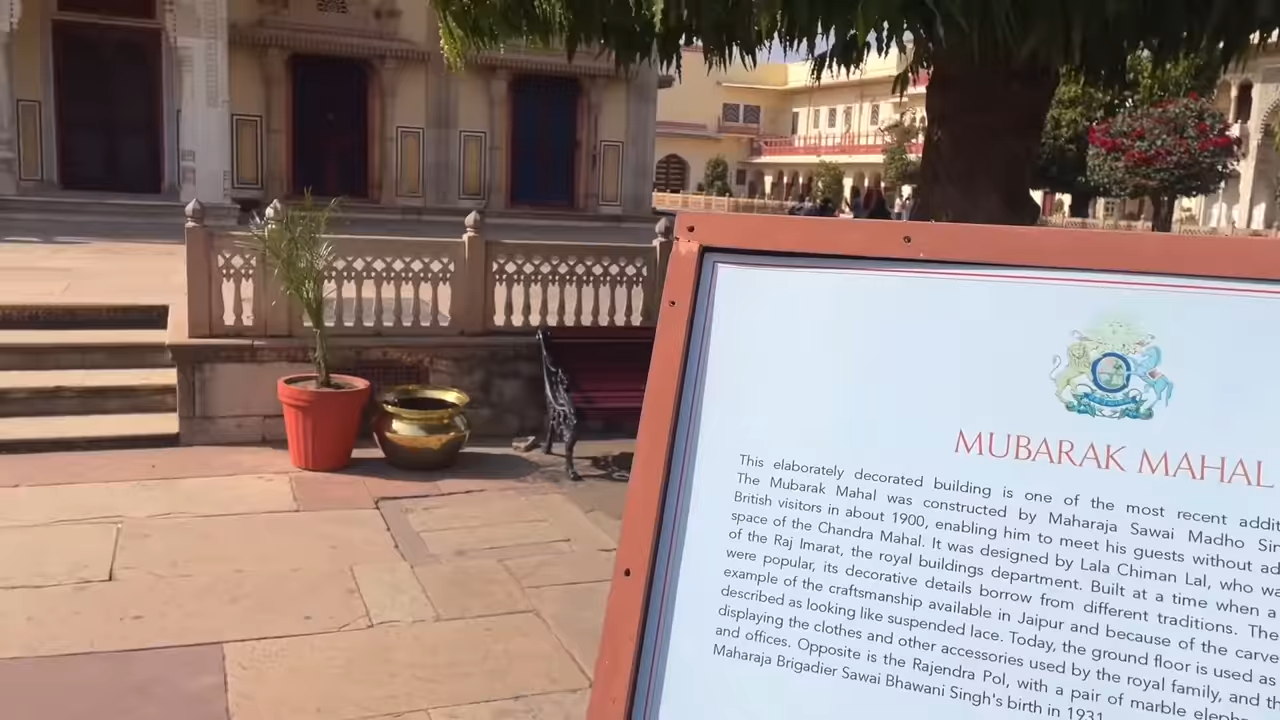 MUBARAK MAHAL
This elaborately decorated building is one of the most recent addit
The Mubarak Mahal was constructed by Maharaja Sawai Madho Sin
British visitors in about 1900, enabling him to meet his guests without ad
space of the Chandra Mahal. It was designed by Lala Chiman Lal, who wa
of the Raj Imarat, the royal buildings department. Built at a time when a
were popular, its decorative details borrow from different traditions. The
example of the craftsmanship available in Jaipur and because of the carve
described as looking like suspended lace. Today, the ground floor is used as
displaying the clothes and other accessories used by the royal family, and th
and offices. Opposite is the Rajendra Pol, with a pair of marble eleph
Maharaja Brigadier Sawai Bhawani Singh's birth in 1931